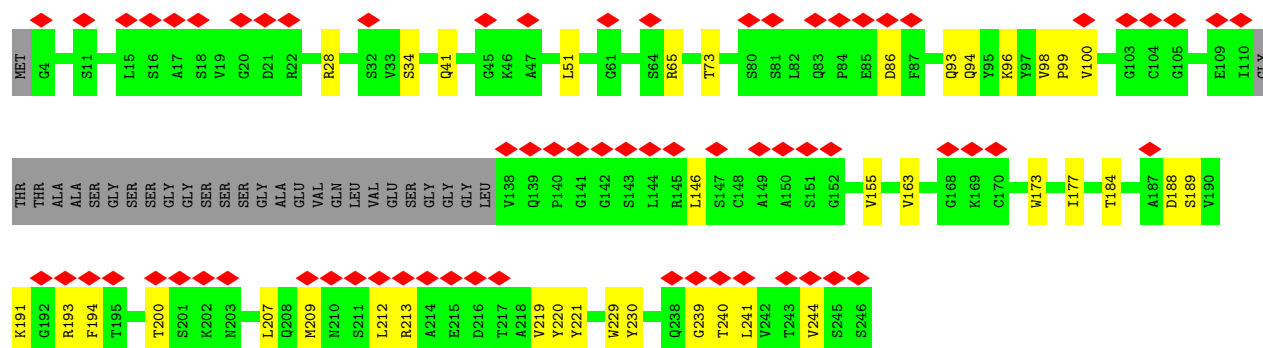 MET G4 S11 L15 S16 A17 S18 V19 G20 D21 R22 R28 S32 V33 S34 Q41 G45 K46 A47 L51 G61 S64 R65 T73 S80 S81 L82 Q83 P84 E85 D86 F87 Q93 Q94 Y95 K96 Y97 V98 P99 V100 G103 C104 G105 E109 I110 GLY
THR THR ALA ALA SER GLY SER SER GLY GLY SER SER SER GLY ALA GLU VAL GLN LEU VAL GLU SER GLY GLY GLY LEU V138 Q139 P140 G141 G142 S143 L144 R145 L146 S147 C148 A149 A150 S151 G152 V155 V163 G168 K169 C170 W173 I177 T184 A187 D188 S189 V190
K191 G192 R193 F194 T195 T200 S201 K202 N203 L207 Q208 M209 N210 S211 L212 R213 A214 E215 D216 T217 A218 V219 Y220 Y221 W229 Y230 Q238 G239 T240 L241 V242 T243 V244 S245 S246